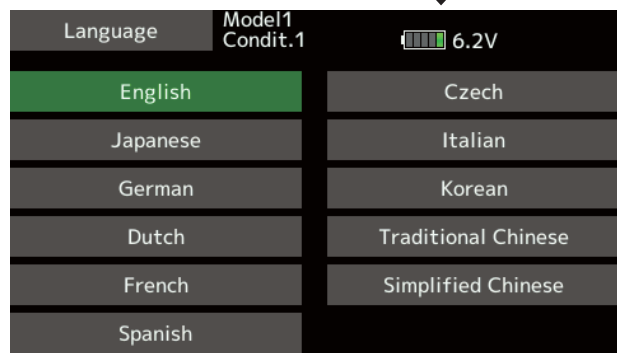 Language
Model1
Condit.1
6.2V
English
Japanese
German
Dutch
French
Spanish
Czech
Italian
Korean
Traditional Chinese
Simplified Chinese